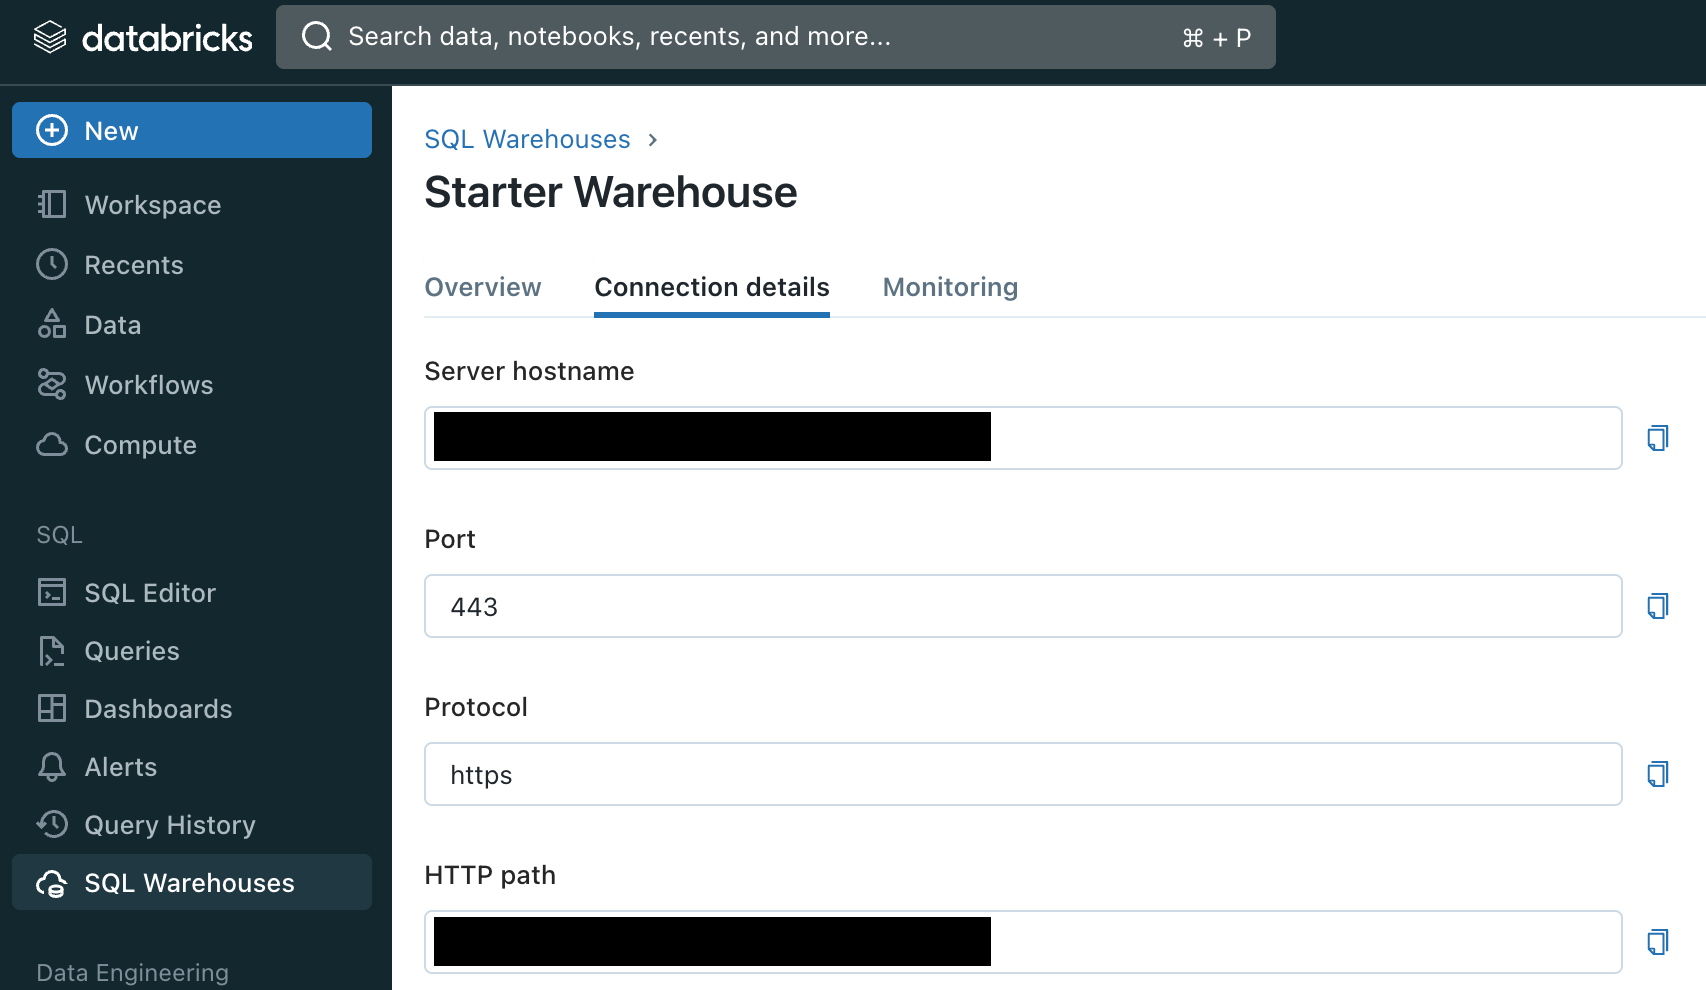 databricks
Search data, notebooks, recents, and more...
⌘ + P
New
Workspace
Recents
Data
Workflows
Compute
SQL
SQL Editor
Queries
Dashboards
Alerts
Query History
SQL Warehouses
Data Engineering
SQL Warehouses ›
Starter Warehouse
Overview Connection details Monitoring
Server hostname
Port
443
Protocol
https
HTTP path